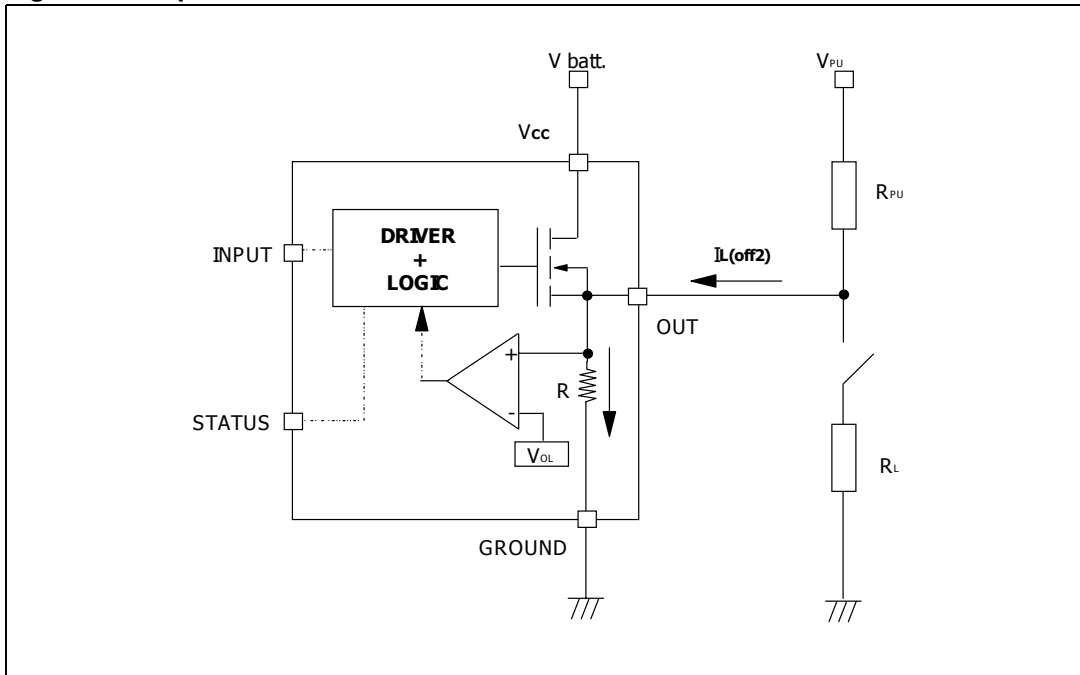 V batt.
VPU
Vcc
RPU
INPUT
DRIVER
+
LOGIC
IL(off2)
OUT
+
R
-
STATUS
VOL
RL
GROUND